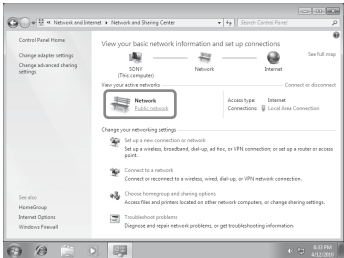 « Network and Internet ▸ Network and Sharing Center
Search Control Panel
Control Panel Home
Change adapter settings
Change advanced sharing
settings
View your basic network information and set up connections
See full map
SONY
(This computer)
Network
Internet
View your active networks
Connect or disconnect
Network
Public network
Access type: Internet
Connections: Local Area Connection
Change your networking settings
Set up a new connection or network
Set up a wireless, broadband, dial-up, ad hoc, or VPN connection; or set up a router or access
point.
Connect to a network
Connect or reconnect to a wireless, wired, dial-up, or VPN network connection.
Choose homegroup and sharing options
Access files and printers located on other network computers, or change sharing settings.
Troubleshoot problems
Diagnose and repair network problems, or get troubleshooting information.
See also
HomeGroup
Internet Options
Windows Firewall
6:33 PM
4/12/2010